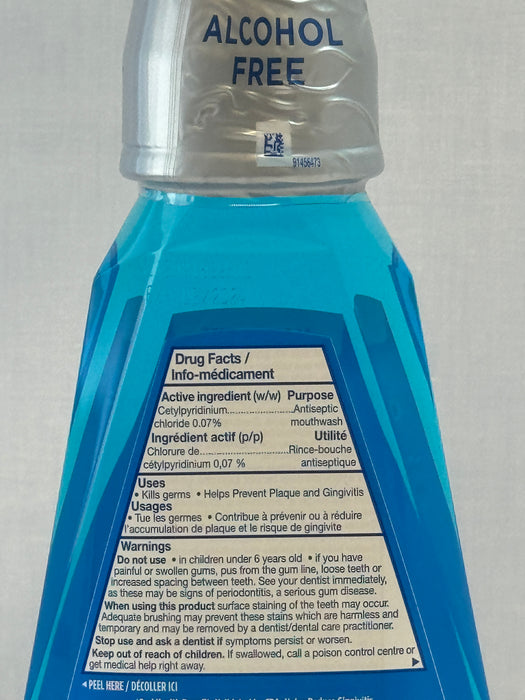 ALCOHOL
FREE
91456473
Drug Facts /
Info-médicament
Active ingredient (w/w) Purpose
Cetylpyridinium..................Antiseptic
chloride 0.07% mouthwash
Ingrédient actif (p/p) Utilité
Chlorure de........................Rince-bouche
cétylpyridinium 0,07 % antiseptique
Uses
• Kills germs • Helps Prevent Plaque and Gingivitis
Usages
• Tue les germes • Contribue à prévenir ou à réduire
l'accumulation de plaque et le risque de gingivite
Warnings
Do not use • in children under 6 years old • if you have
painful or swollen gums, pus from the gum line, loose teeth or
increased spacing between teeth. See your dentist immediately,
as these may be signs of periodontitis, a serious gum disease.
When using this product surface staining of the teeth may occur.
Adequate brushing may prevent these stains which are harmless and
temporary and may be removed by a dentist/dental care practitioner.
Stop use and ask a dentist if symptoms persist or worsen.
Keep out of reach of children. If swallowed, call a poison control centre or
get medical help right away.
PEEL HERE / DÉCOLLER ICI